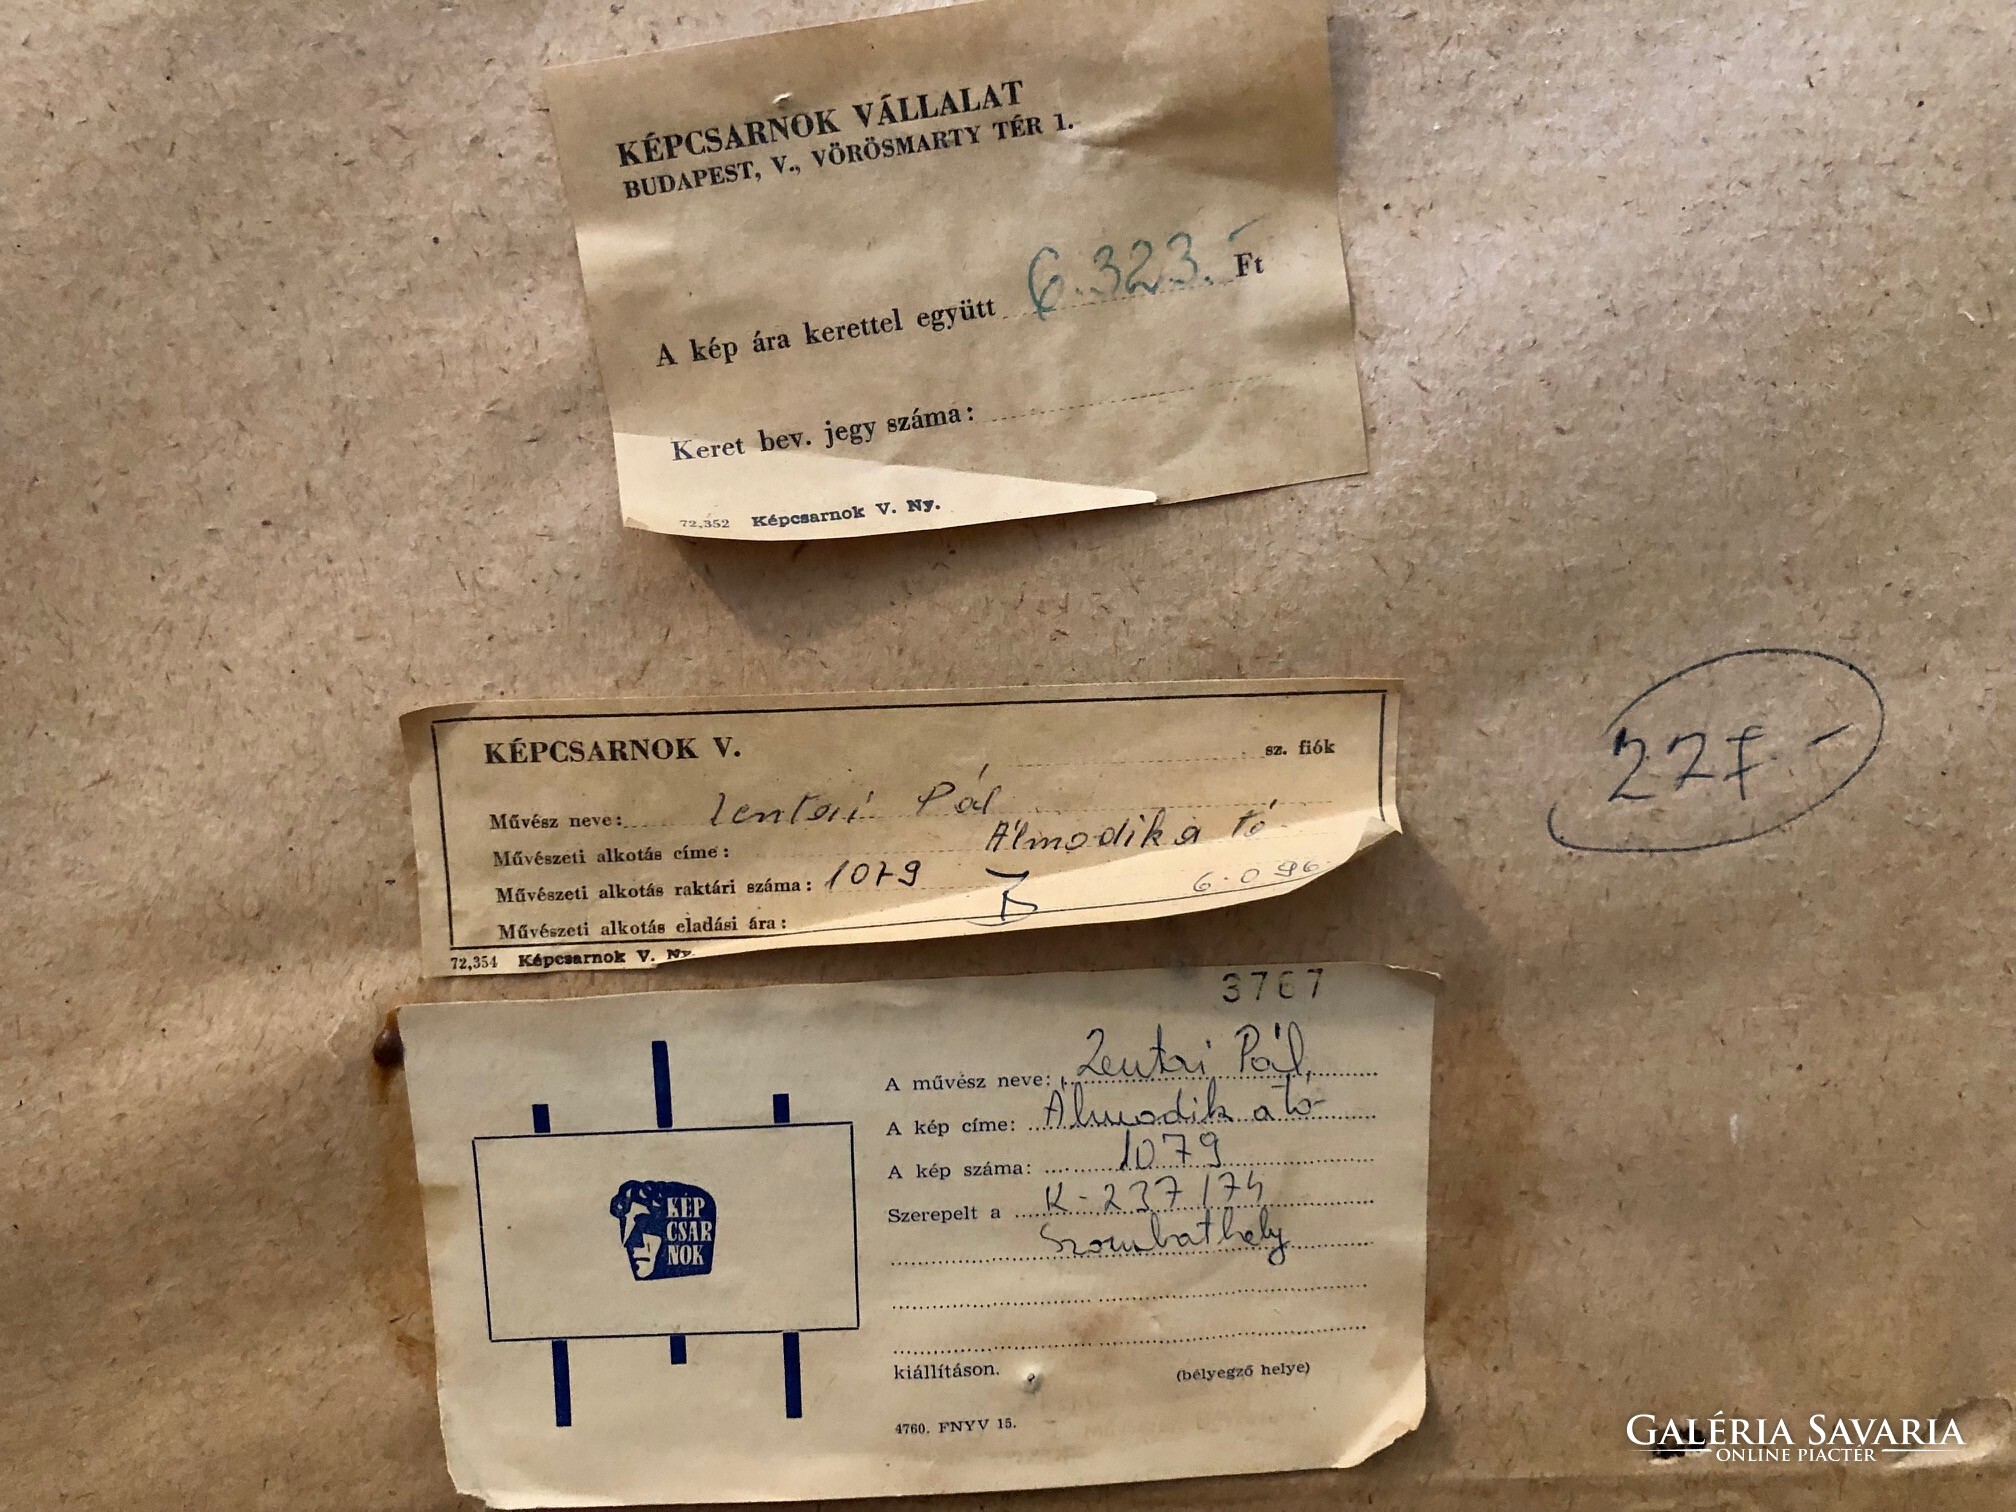 KÉPCSARNOK VÁLLALAT
BUDAPEST, V., VÖRÖSMARTY TÉR 1.
A kép ára kerettel együtt 6.323.- Ft
Keret bev. jegy száma:
72,352 Képcsarnok V. Ny.
KÉPCSARNOK V. sz. fiók
Művész neve: Zentai Pál
Művészeti alkotás címe: Álmodik a tó
Művészeti alkotás raktári száma: 1079
Művészeti alkotás eladási ára: 6.096
72,354 Képcsarnok V. Ny.
227.-
3767
A művész neve: Zentai Pál,
A kép címe: Álmodik a tó
A kép száma: 1079
Szerepelt a K-237/74
Szombathely
kiállításon. (bélyegző helye)
4760. FNYV 15.
KÉP
CSAR
NOK
GALÉRIA SAVARIA
ONLINE PIACTÉR